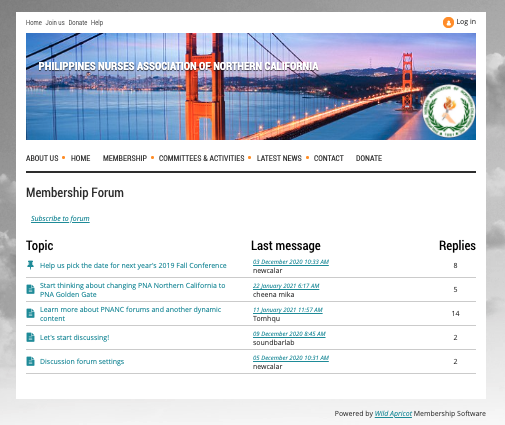 Home Join us Donate Help
Log in
PHILIPPINES NURSES ASSOCIATION OF NORTHERN CALIFORNIA
ABOUT US HOME MEMBERSHIP COMMITTEES & ACTIVITIES LATEST NEWS CONTACT DONATE
Membership Forum
Subscribe to forum
Topic Last message Replies
Help us pick the date for next year's 2019 Fall Conference
03 December 2020 10:33 AM
newcalar
8
Start thinking about changing PNA Northern California to
PNA Golden Gate
22 January 2021 6:17 AM
cheena mika
5
Learn more about PNANC forums and another dynamic
content
11 January 2021 11:57 AM
Tomhqu
14
Let's start discussing!
09 December 2020 8:45 AM
soundbarlab
2
Discussion forum settings
05 December 2020 10:31 AM
newcalar
2
Powered by Wild Apricot Membership Software